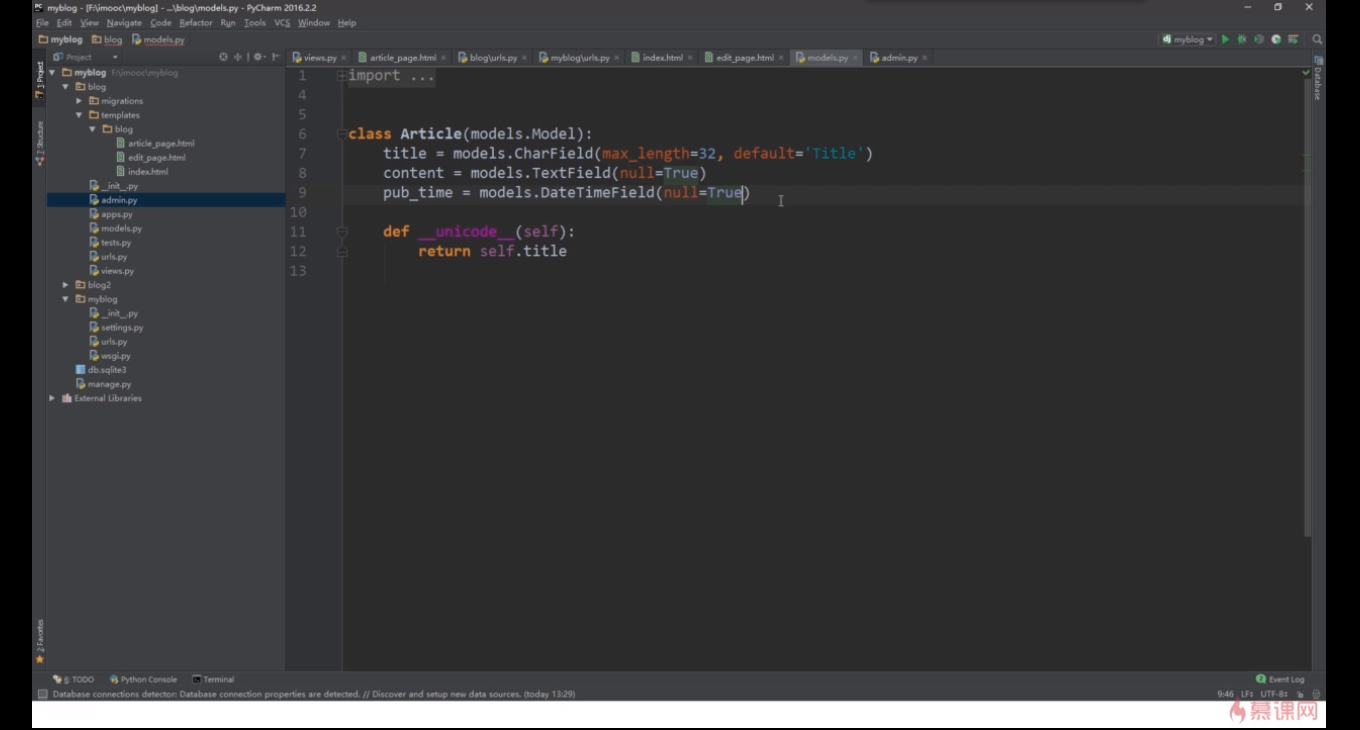 myblog - [F:\imooc\myblog] - ...\blog\models.py - PyCharm 2016.2.2
File Edit View Navigate Code Refactor Run Tools VCS Window Help
myblog blog models.py myblog
Project views.py article_page.html blog\urls.py myblog\urls.py index.html edit_page.html models.py admin.py
1: Project
Structure
2: Favorites
Database
myblog F:\imooc\myblog
blog
migrations
templates
blog
article_page.html
edit_page.html
index.html
__init__.py
admin.py
apps.py
models.py
tests.py
urls.py
views.py
blog2
myblog
__init__.py
settings.py
urls.py
wsgi.py
db.sqlite3
manage.py
External Libraries
1 import ...
4
5
6 class Article(models.Model):
7 title = models.CharField(max_length=32, default='Title')
8 content = models.TextField(null=True)
9 pub_time = models.DateTimeField(null=True)
10
11 def __unicode__(self):
12 return self.title
13
6: TODO Python Console Terminal 2 Event Log
Database connections detector: Database connection properties are detected. // Discover and setup new data sources. (today 13:29) 9:46 LF UTF-8
慕课网